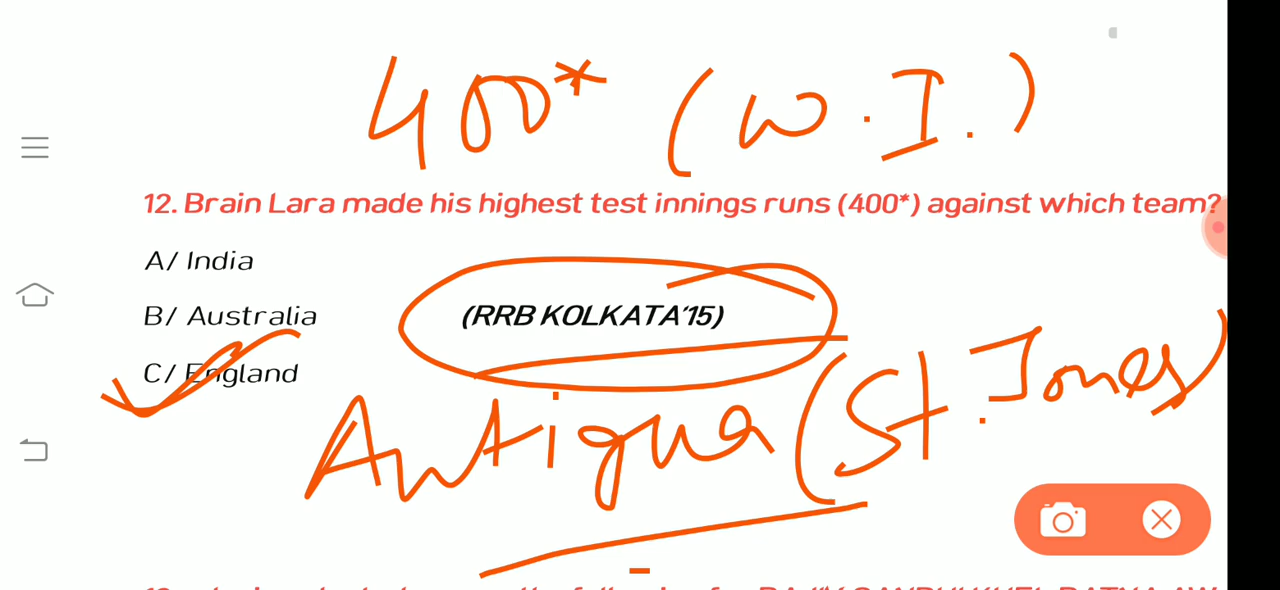 400* (W.I.)
12. Brain Lara made his highest test innings runs (400*) against which team?
A/ India
B/ Australia (RRB KOLKATA'15)
C/ England
Antigua (St. Jones)